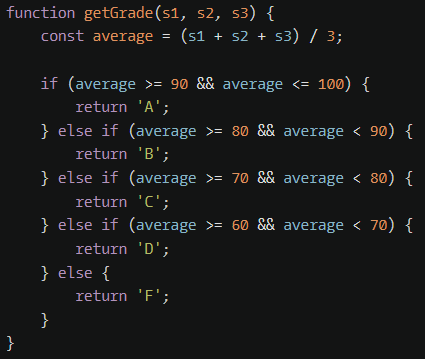 function getGrade(s1, s2, s3) {
    const average = (s1 + s2 + s3) / 3;

    if (average >= 90 && average <= 100) {
        return 'A';
    } else if (average >= 80 && average < 90) {
        return 'B';
    } else if (average >= 70 && average < 80) {
        return 'C';
    } else if (average >= 60 && average < 70) {
        return 'D';
    } else {
        return 'F';
    }
}